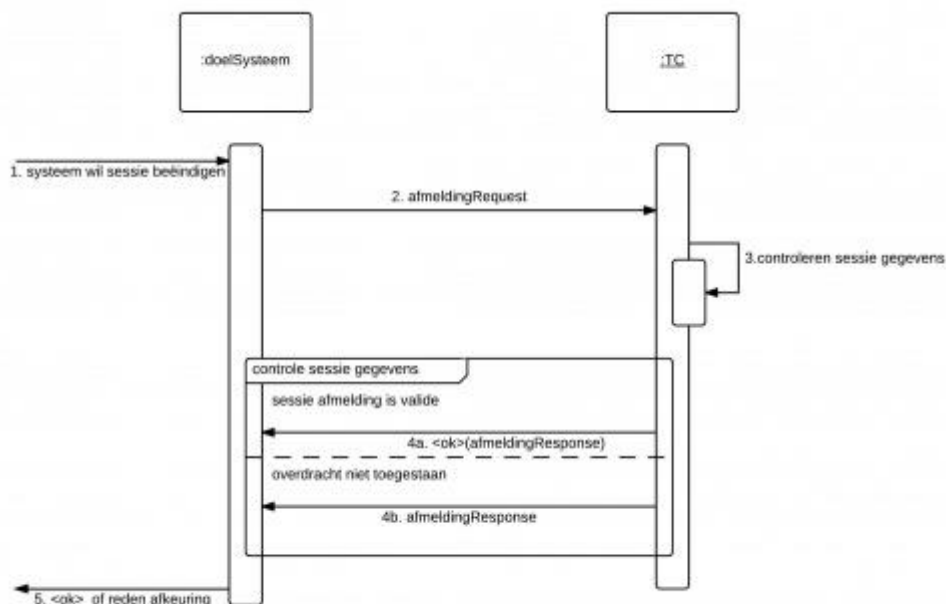 :doelSysteem
:TC
1. systeem wil sessie beëindigen
2. afmeldingRequest
3.controleren sessie gegevens
controle sessie gegevens
sessie afmelding is valide
4a. <ok>(afmeldingResponse)
overdracht niet toegestaan
4b. afmeldingResponse
5. <ok> of reden afkeuring